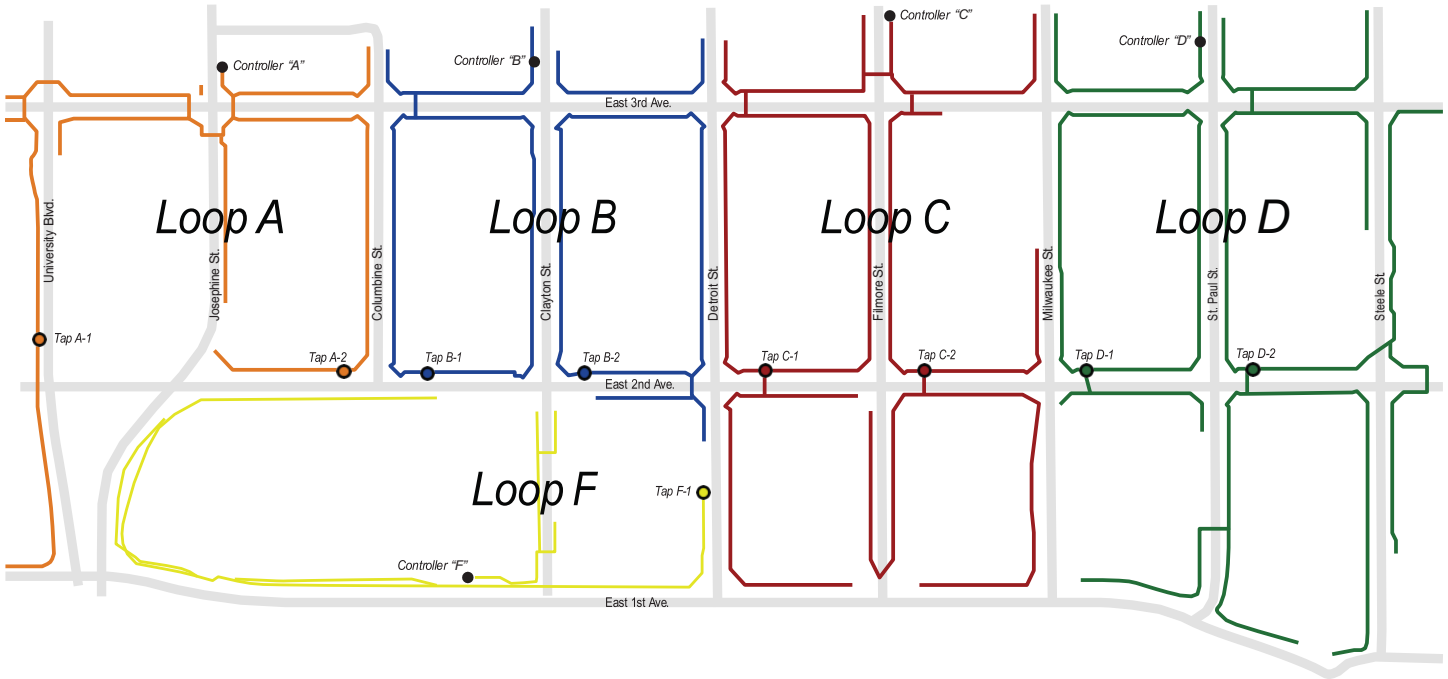 Controller “C”
Controller “D”
Controller “B”
Controller “A”
East 3rd Ave.
Loop A
Loop B
Loop C
Loop D
University Blvd.
Josephine St.
Columbine St.
Clayton St.
Detroit St.
Filmore St.
Milwaukee St.
St. Paul St.
Steele St.
Tap A-1
Tap A-2
Tap B-1
Tap B-2
Tap C-1
Tap C-2
Tap D-1
Tap D-2
East 2nd Ave.
Loop F
Tap F-1
Controller “F”
East 1st Ave.